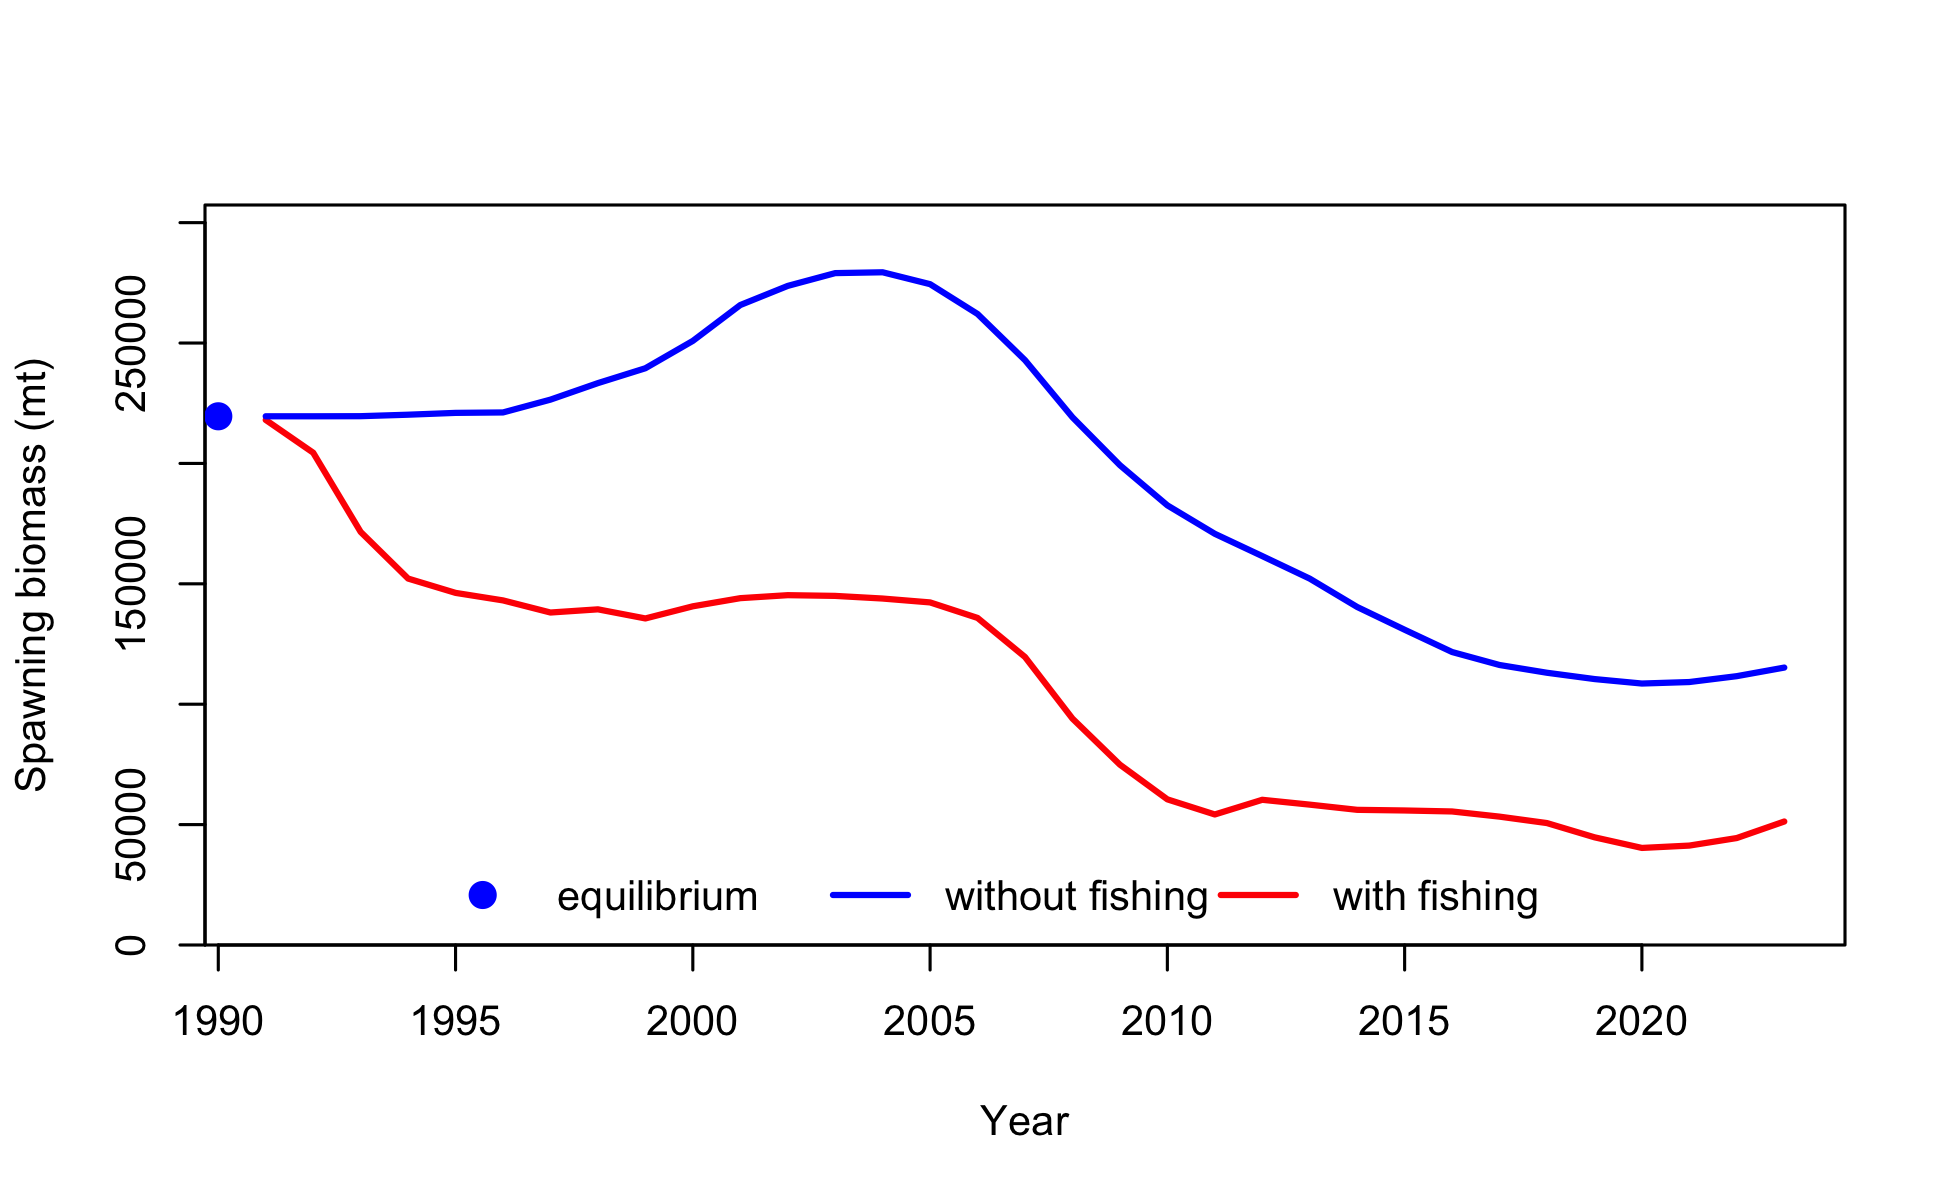 Spawning biomass (mt)
250000
150000
50000
0
equilibrium without fishing with fishing
1990 1995 2000 2005 2010 2015 2020
Year